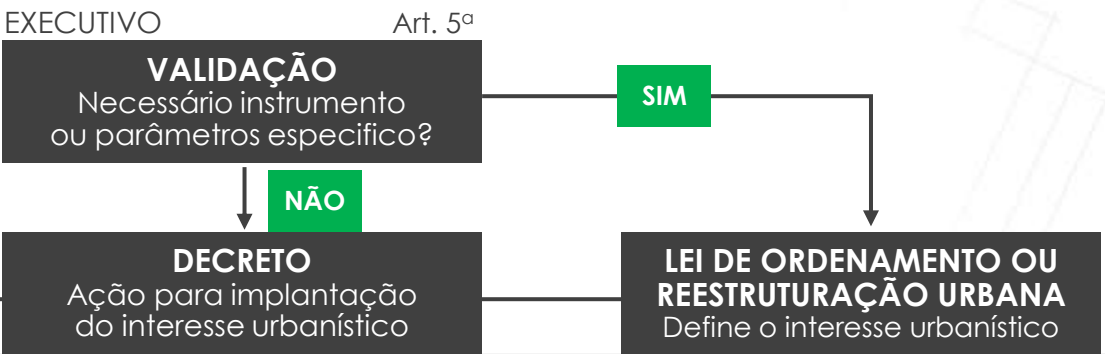 EXECUTIVO Art. 5ª
VALIDAÇÃO
Necessário instrumento
ou parâmetros especifico?
SIM
NÃO
DECRETO
Ação para implantação
do interesse urbanístico
LEI DE ORDENAMENTO OU
REESTRUTURAÇÃO URBANA
Define o interesse urbanístico